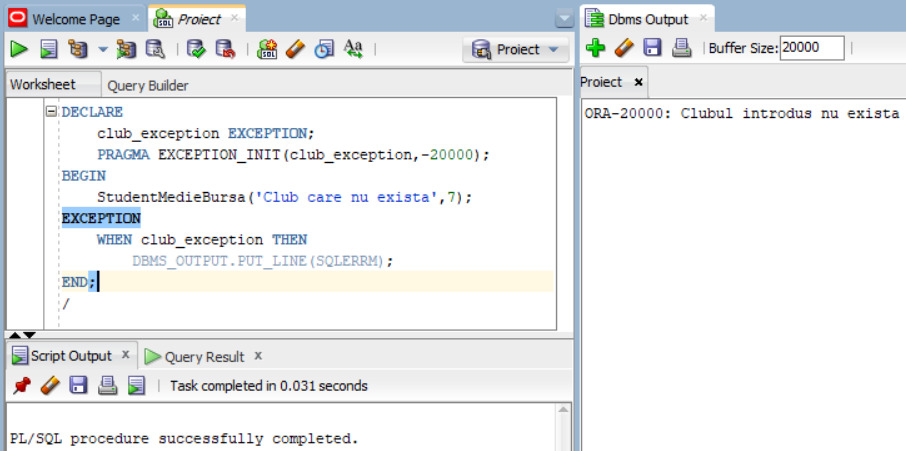 Welcome Page
Proiect
Proiect
Worksheet
Query Builder
DECLARE
club_exception EXCEPTION;
PRAGMA EXCEPTION_INIT(club_exception,-20000);
BEGIN
StudentMedieBursa('Club care nu exista',7);
EXCEPTION
WHEN club_exception THEN
DBMS_OUTPUT.PUT_LINE(SQLERRM);
END;
/
Script Output x
Query Result x
Task completed in 0.031 seconds
PL/SQL procedure successfully completed.
Dbms Output
Buffer Size: 20000
Proiect
ORA-20000: Clubul introdus nu exista